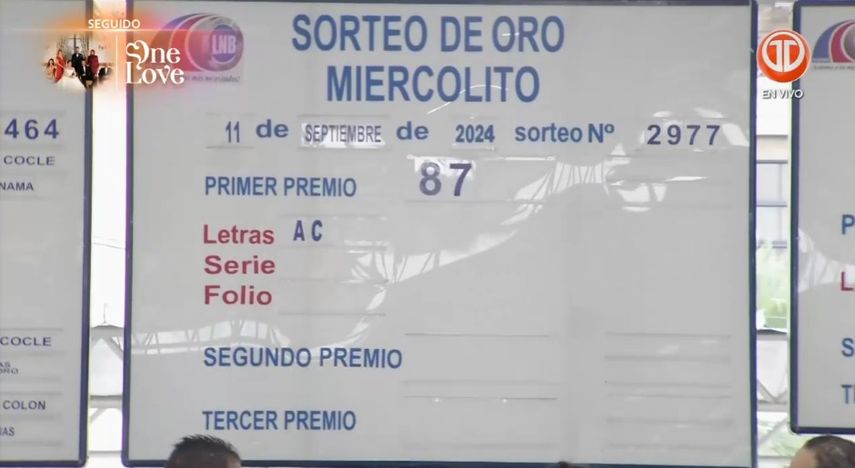 SEGUIDO
One
Love
LNB
EN VIVO
SORTEO DE ORO
MIERCOLITO
11 de SEPTIEMBRE de 2024 sorteo Nº 2977
PRIMER PREMIO 87
Letras A C
Serie
Folio
SEGUNDO PREMIO
TERCER PREMIO
464
COCLE
NAMA
COCLE
COLON
P
L
S